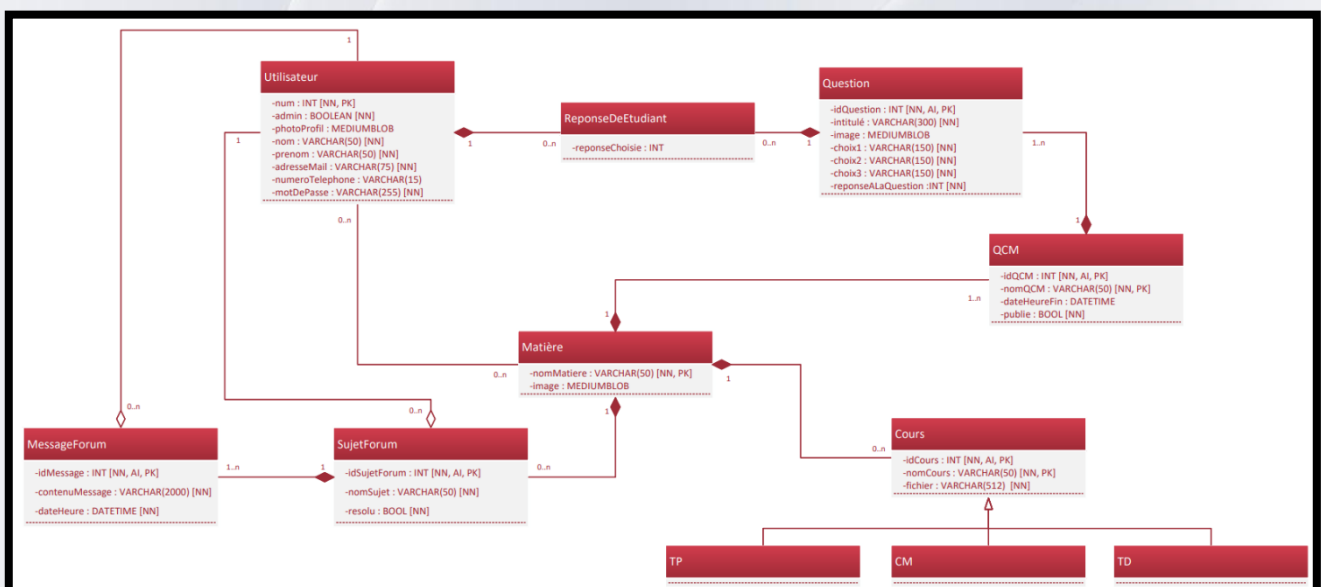 1
Utilisateur
-num : INT [NN, PK]
-admin : BOOLEAN [NN]
-photoProfil : MEDIUMBLOB
-nom : VARCHAR(50) [NN]
-prenom : VARCHAR(50) [NN]
-adresseMail : VARCHAR(75) [NN]
-numeroTelephone : VARCHAR(15)
-motDePasse : VARCHAR(255) [NN]
1
1
0..n
0..n
ReponseDeEtudiant
-reponseChoisie : INT
0..n
1
Question
-idQuestion : INT [NN, AI, PK]
-intitulé : VARCHAR(300) [NN]
-image : MEDIUMBLOB
-choix1 : VARCHAR(150) [NN]
-choix2 : VARCHAR(150) [NN]
-choix3 : VARCHAR(150) [NN]
-reponseALaQuestion :INT [NN]
1..n
1
QCM
-idQCM : INT [NN, AI, PK]
-nomQCM : VARCHAR(50) [NN, PK]
-dateHeureFin : DATETIME
-publie : BOOL [NN]
1..n
1
Matière
-nomMatiere : VARCHAR(50) [NN, PK]
-image : MEDIUMBLOB
0..n
1
1
0..n
0..n
0..n
0..n
MessageForum
-idMessage : INT [NN, AI, PK]
-contenuMessage : VARCHAR(2000) [NN]
-dateHeure : DATETIME [NN]
1..n
1
SujetForum
-idSujetForum : INT [NN, AI, PK]
-nomSujet : VARCHAR(50) [NN]
-resolu : BOOL [NN]
Cours
-idCours : INT [NN, AI, PK]
-nomCours : VARCHAR(50) [NN, PK]
-fichier : VARCHAR(512) [NN]
TP
CM
TD